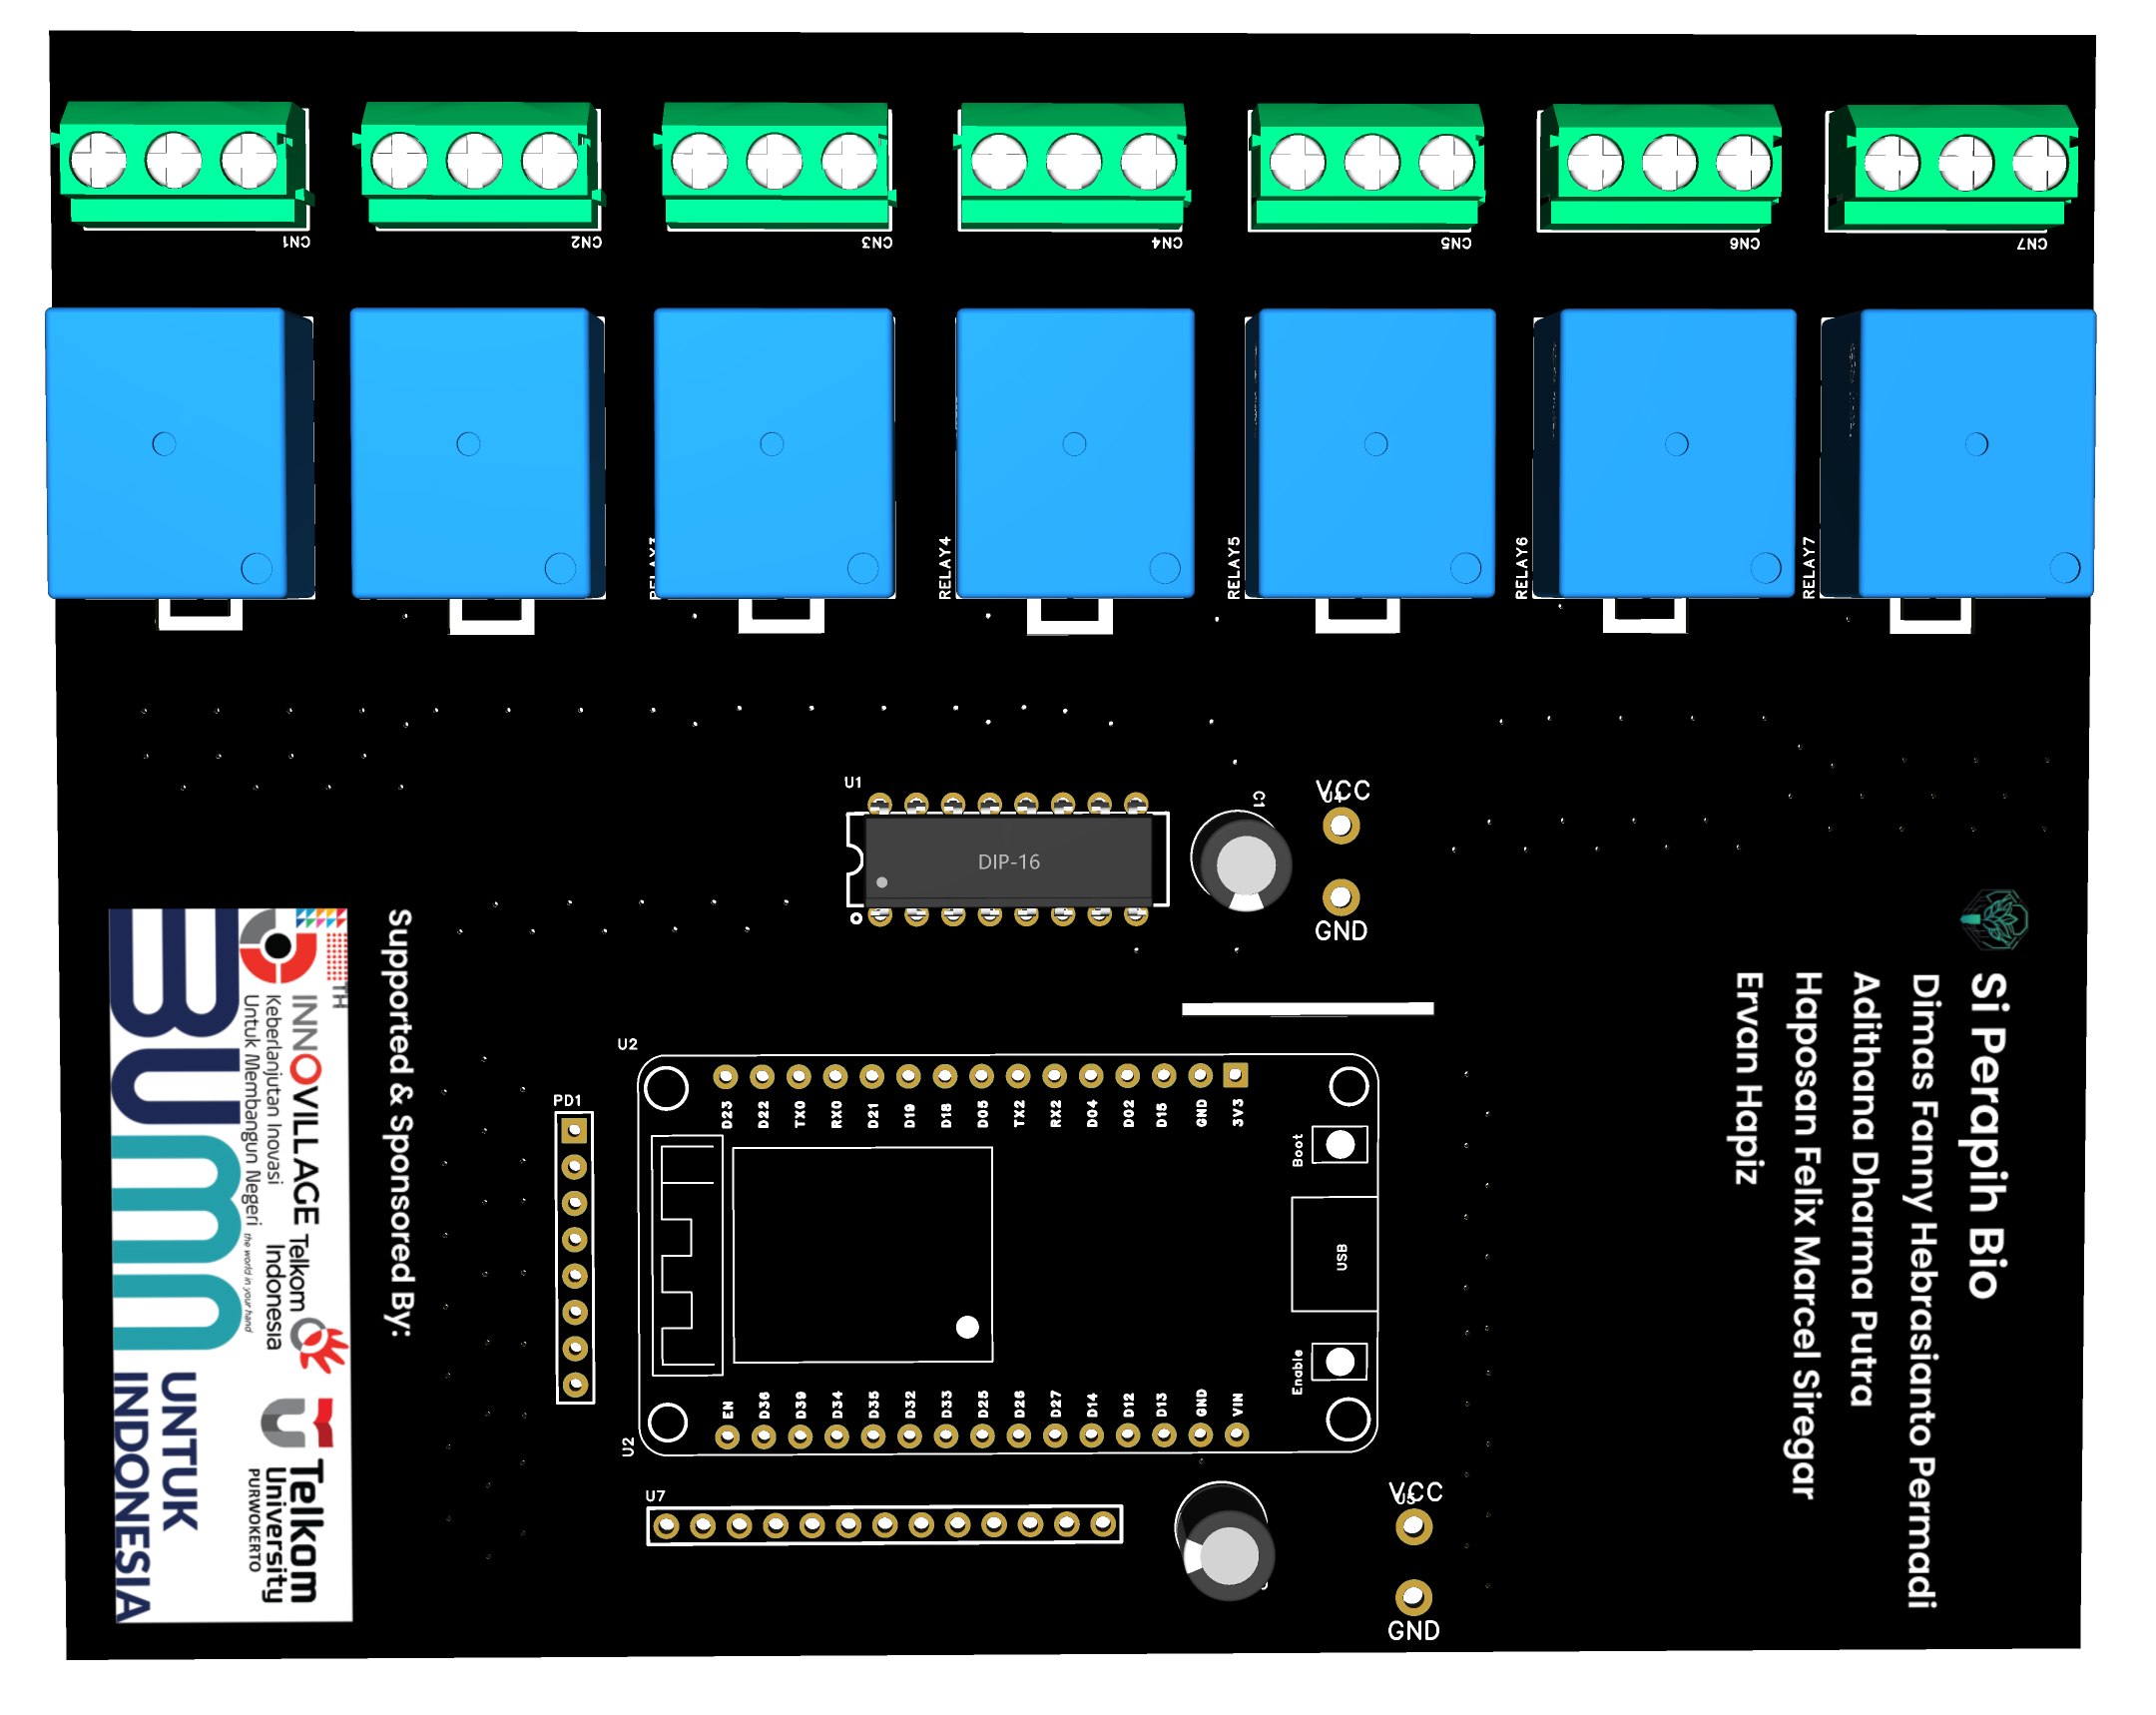 CN1
CN2
CN3
CN4
CN5
CN6
CN7
RELAY3
RELAY4
RELAY5
RELAY6
RELAY7
U1
DIP-16
C1
VCC
GND
Si Perapih Bio
Dimas Fanny Hebrasianto Permadi
Adithana Dharma Putra
Haposan Felix Marcel Siregar
Ervan Hapiz
Supported & Sponsored By:
TH
INNOVILLAGE
Keberlanjutan Inovasi
Untuk Membangun Negeri
Telkom
Indonesia
the world in your hand
Telkom
University
PURWOKERTO
BUMN
UNTUK
INDONESIA
PD1
U2
D23
D22
TX0
RX0
D21
D19
D18
D05
TX2
RX2
D04
D02
D15
GND
3V3
Boot
USB
Enable
EN
D36
D39
D34
D35
D32
D33
D25
D26
D27
D14
D12
D13
GND
VIN
U2
U7
VCC
U5
GND